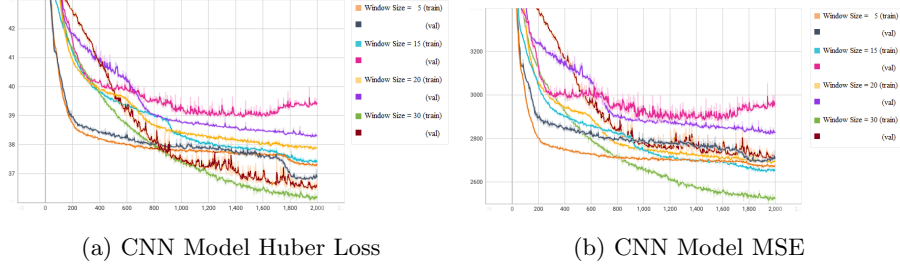 42
41
40
39
38
37
0
200
400
600
800
1,000
1,200
1,400
1,600
1,800
2,000
Window Size = 5 (train)
(val)
Window Size = 15 (train)
(val)
Window Size = 20 (train)
(val)
Window Size = 30 (train)
(val)
(a) CNN Model Huber Loss
3200
3000
2800
2600
0
200
400
600
800
1,000
1,200
1,400
1,600
1,800
2,000
Window Size = 5 (train)
(val)
Window Size = 15 (train)
(val)
Window Size = 20 (train)
(val)
Window Size = 30 (train)
(val)
(b) CNN Model MSE